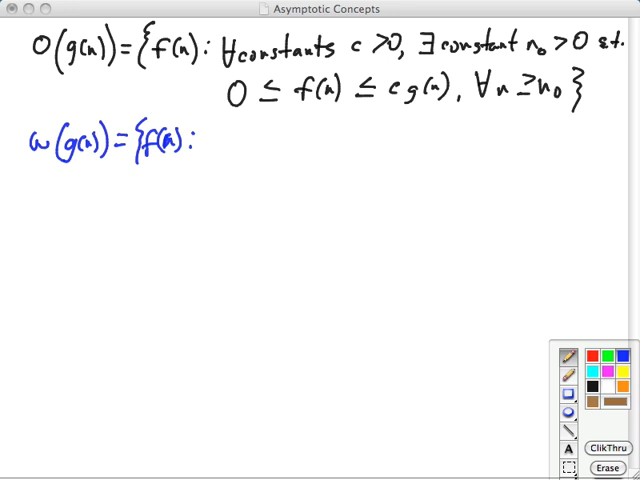 Asymptotic Concepts
o(g(n)) = {f(n): ∀constants c >0, ∃ constant n₀ > 0 s.t.
0 ≤ f(n) ≤ c g(n), ∀n ≥ n₀}
ω(g(n)) = {f(n):
A
ClikThru
Erase